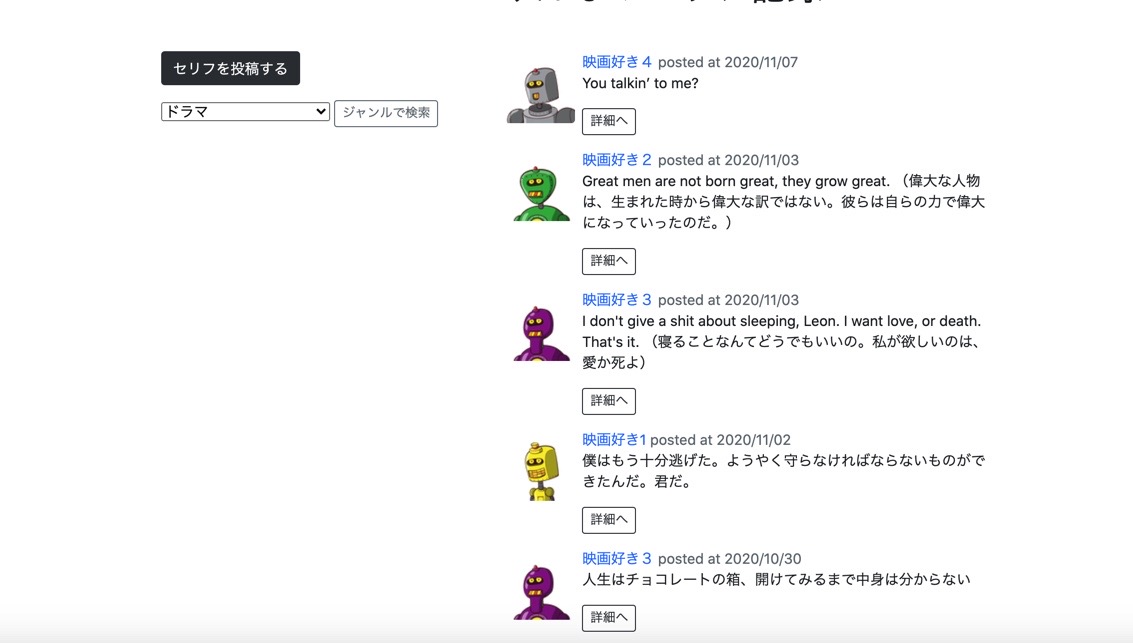 セリフを投稿する
ドラマ
ジャンルで検索
映画好き４ posted at 2020/11/07
You talkin’ to me?
詳細へ
映画好き２ posted at 2020/11/03
Great men are not born great, they grow great. （偉大な人物
は、生まれた時から偉大な訳ではない。彼らは自らの力で偉大
になっていったのだ。）
詳細へ
映画好き３ posted at 2020/11/03
I don't give a shit about sleeping, Leon. I want love, or death.
That's it. （寝ることなんてどうでもいいの。私が欲しいのは、
愛か死よ）
詳細へ
映画好き1 posted at 2020/11/02
僕はもう十分逃げた。ようやく守らなければならないものがで
きたんだ。君だ。
詳細へ
映画好き３ posted at 2020/10/30
人生はチョコレートの箱、開けてみるまで中身は分からない
詳細へ